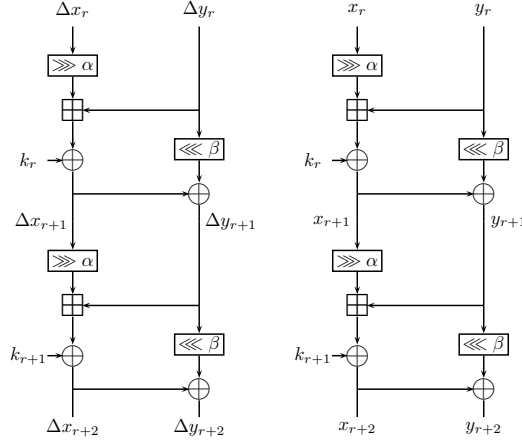 Δx_r Δy_r x_r y_r
⋙ α ⋙ α
k_r ⋘ β k_r ⋘ β
Δx_{r+1} Δy_{r+1} x_{r+1} y_{r+1}
⋙ α ⋙ α
k_{r+1} ⋘ β k_{r+1} ⋘ β
Δx_{r+2} Δy_{r+2} x_{r+2} y_{r+2}